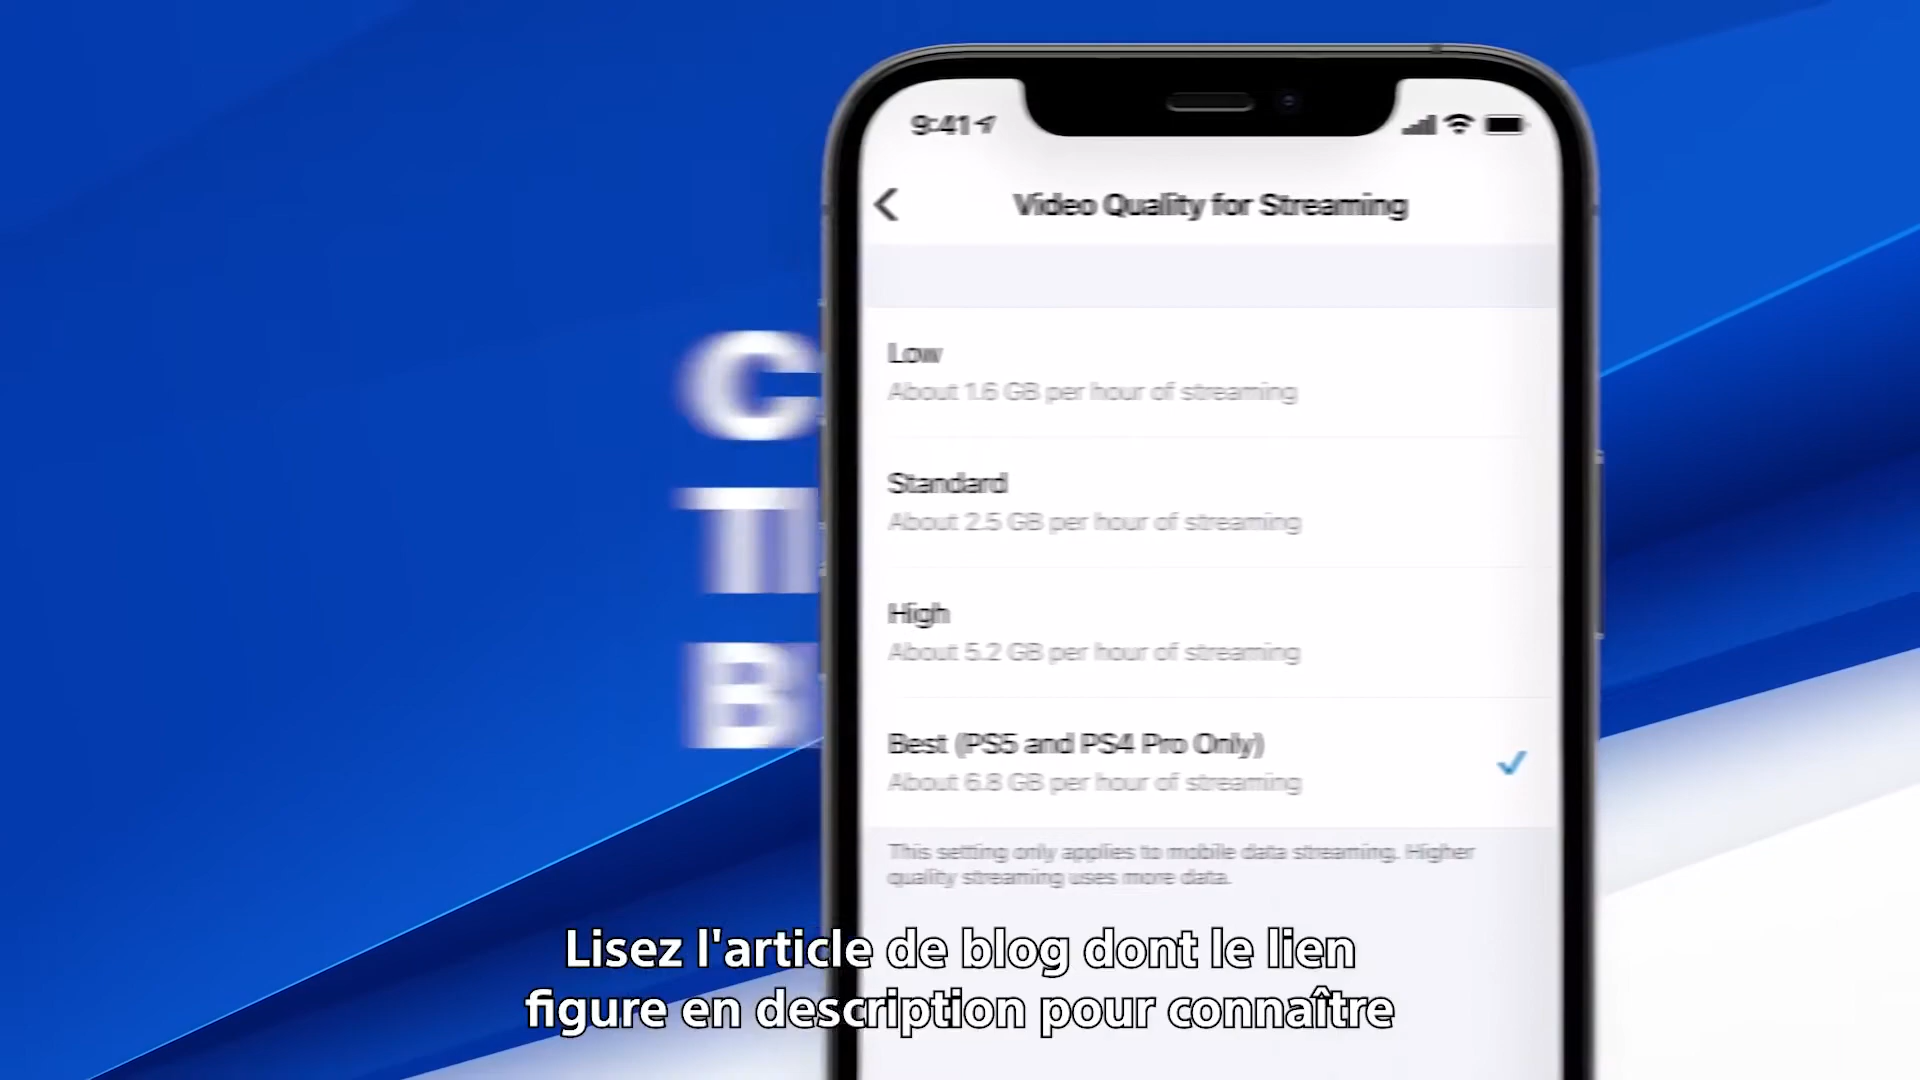 9:41
Video Quality for Streaming
Low
About 1.6 GB per hour of streaming
Standard
About 2.5 GB per hour of streaming
High
About 5.2 GB per hour of streaming
Best (PS5 and PS4 Pro Only)
About 6.8 GB per hour of streaming
This setting only applies to mobile data streaming. Higher
quality streaming uses more data.
Lisez l'article de blog dont le lien
figure en description pour connaître